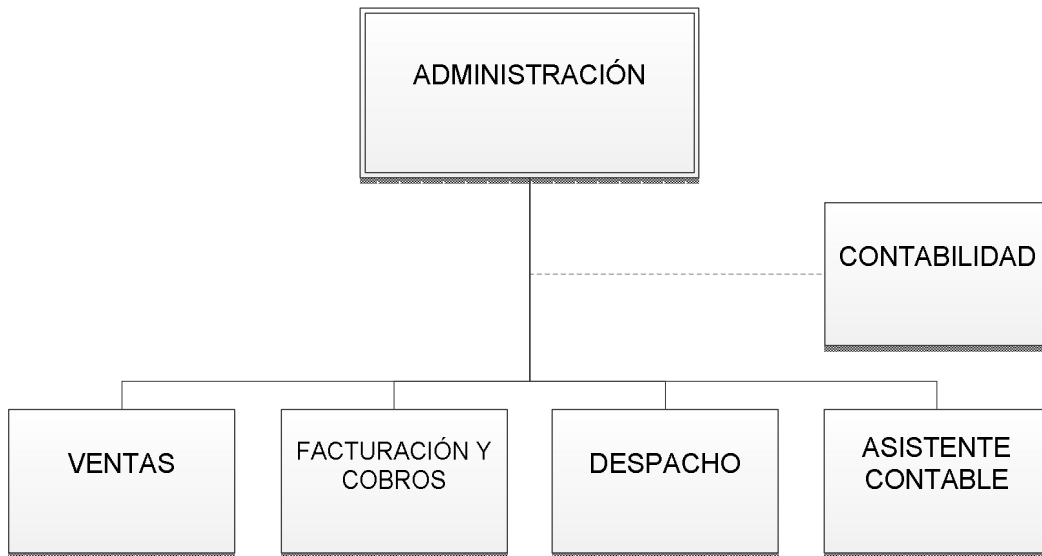 ADMINISTRACIÓN
CONTABILIDAD
VENTAS
FACTURACIÓN Y
COBROS
DESPACHO
ASISTENTE
CONTABLE